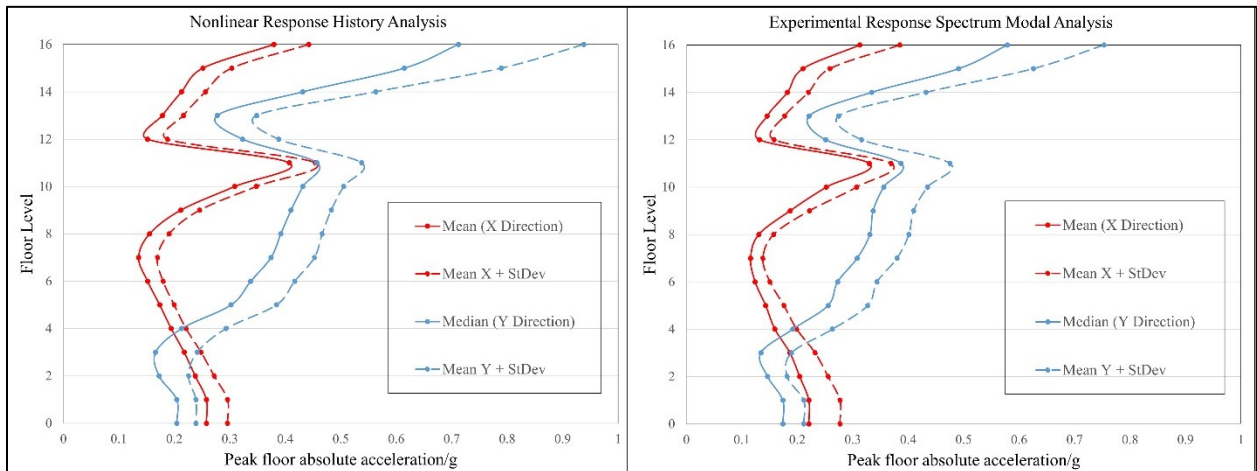 Nonlinear Response History Analysis
16
14
12
10
8
6
4
2
0
Floor Level
0 0.1 0.2 0.3 0.4 0.5 0.6 0.7 0.8 0.9 1
Peak floor absolute acceleration/g
Mean (X Direction)
Mean X + StDev
Median (Y Direction)
Mean Y + StDev
Experimental Response Spectrum Modal Analysis
16
14
12
10
8
6
4
2
0
Floor Level
0 0.1 0.2 0.3 0.4 0.5 0.6 0.7 0.8 0.9 1
Peak floor absolute acceleration/g
Mean (X Direction)
Mean X + StDev
Median (Y Direction)
Mean Y + StDev